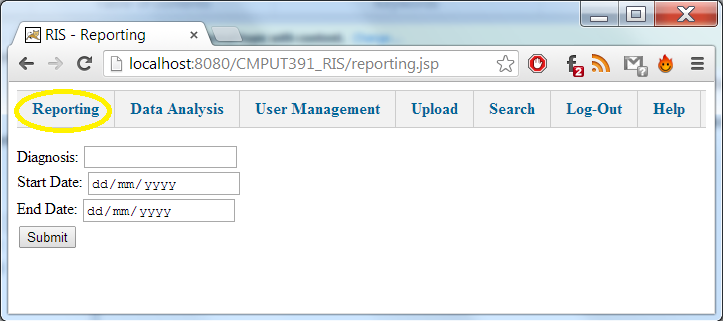 RIS - Reporting
localhost:8080/CMPUT391_RIS/reporting.jsp
2
?
Reporting Data Analysis User Management Upload Search Log-Out Help
Diagnosis:
Start Date: dd/mm/yyyy
End Date: dd/mm/yyyy
Submit